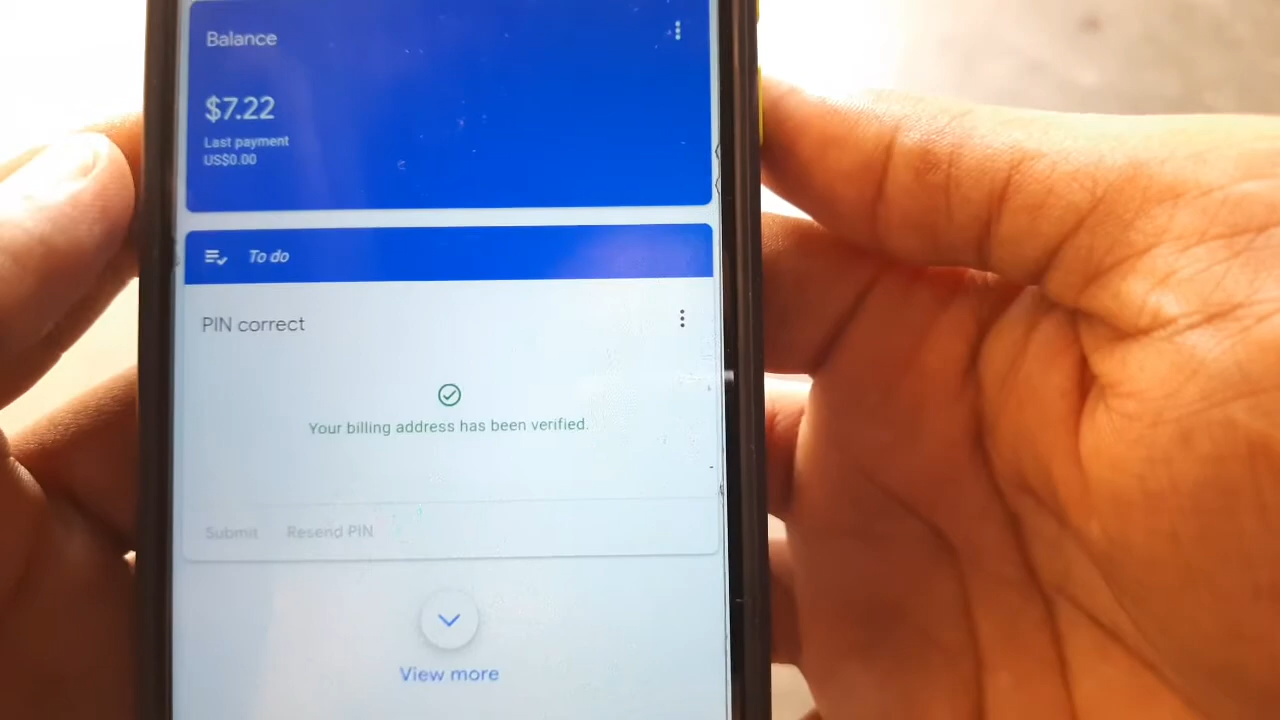 Balance
$7.22
Last payment
US$0.00
To do
PIN correct
Your billing address has been verified.
Submit Resend PIN
View more